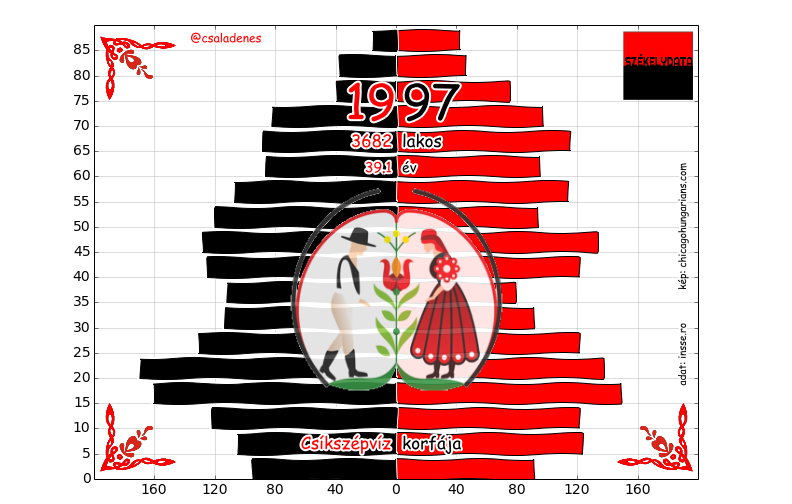 @csaladenes
SZÉKELYDATA
1997
3682 lakos
39.1 év
kép: chicagohungarians.com
adat: insse.ro
Csíkszépvíz korfája
85
80
75
70
65
60
55
50
45
40
35
30
25
20
15
10
5
0
160 120 80 40 0 40 80 120 160